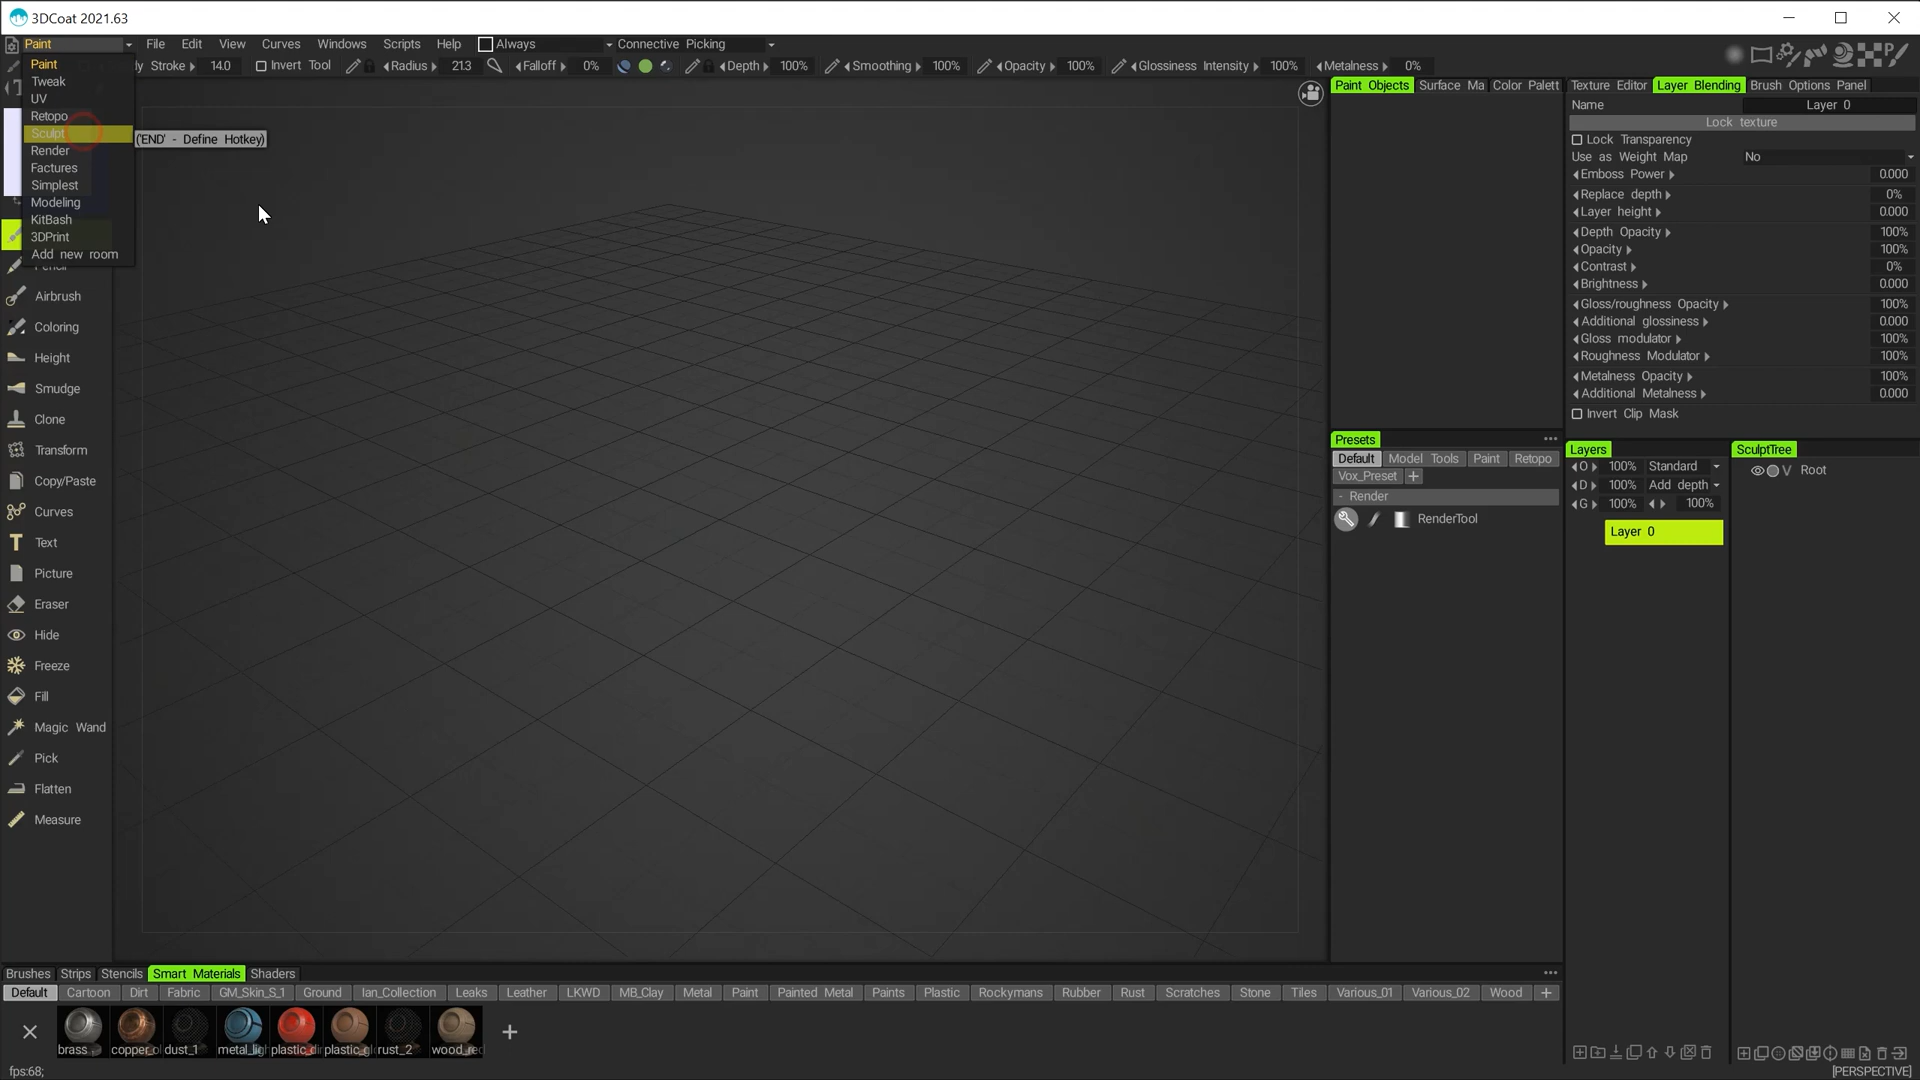 3DCoat 2021.63
Paint File Edit View Curves Windows Scripts Help Always Connective Picking
Stroke 14.0 Invert Tool Radius 213 Falloff 0% Depth 100% Smoothing 100% Opacity 100% Glossiness Intensity 100% Metalness 0%
Paint
Tweak
UV
Retopo
Sculpt
('END' - Define Hotkey)
Render
Factures
Simplest
Modeling
KitBash
3DPrint
Add new room
Pencil
Airbrush
Coloring
Height
Smudge
Clone
Transform
Copy/Paste
Curves
Text
Picture
Eraser
Hide
Freeze
Fill
Magic Wand
Pick
Flatten
Measure
Paint Objects Surface Ma Color Palett
Presets
Default Model Tools Paint Retopo
Vox_Preset +
- Render
RenderTool
Texture Editor Layer Blending Brush Options Panel
Name Layer 0
Lock texture
Lock Transparency
Use as Weight Map No
Emboss Power 0.000
Replace depth 0%
Layer height 0.000
Depth Opacity 100%
Opacity 100%
Contrast 0%
Brightness 0.000
Gloss/roughness Opacity 100%
Additional glossiness 0.000
Gloss modulator 100%
Roughness Modulator 100%
Metalness Opacity 100%
Additional Metalness 0.000
Invert Clip Mask
Layers
O 100% Standard
D 100% Add depth
G 100% 100%
Layer 0
SculptTree
V Root
Brushes Strips Stencils Smart Materials Shaders
Default Cartoon Dirt Fabric GM_Skin_S_1 Ground Ian_Collection Leaks Leather LKWD MB_Clay Metal Paint Painted Metal Paints Plastic Rockymans Rubber Rust Scratches Stone Tiles Various_01 Various_02 Wood +
brass copper_o dust_1 metal_lig plastic_di plastic_gl rust_2 wood_red
fps:68;
[PERSPECTIVE]